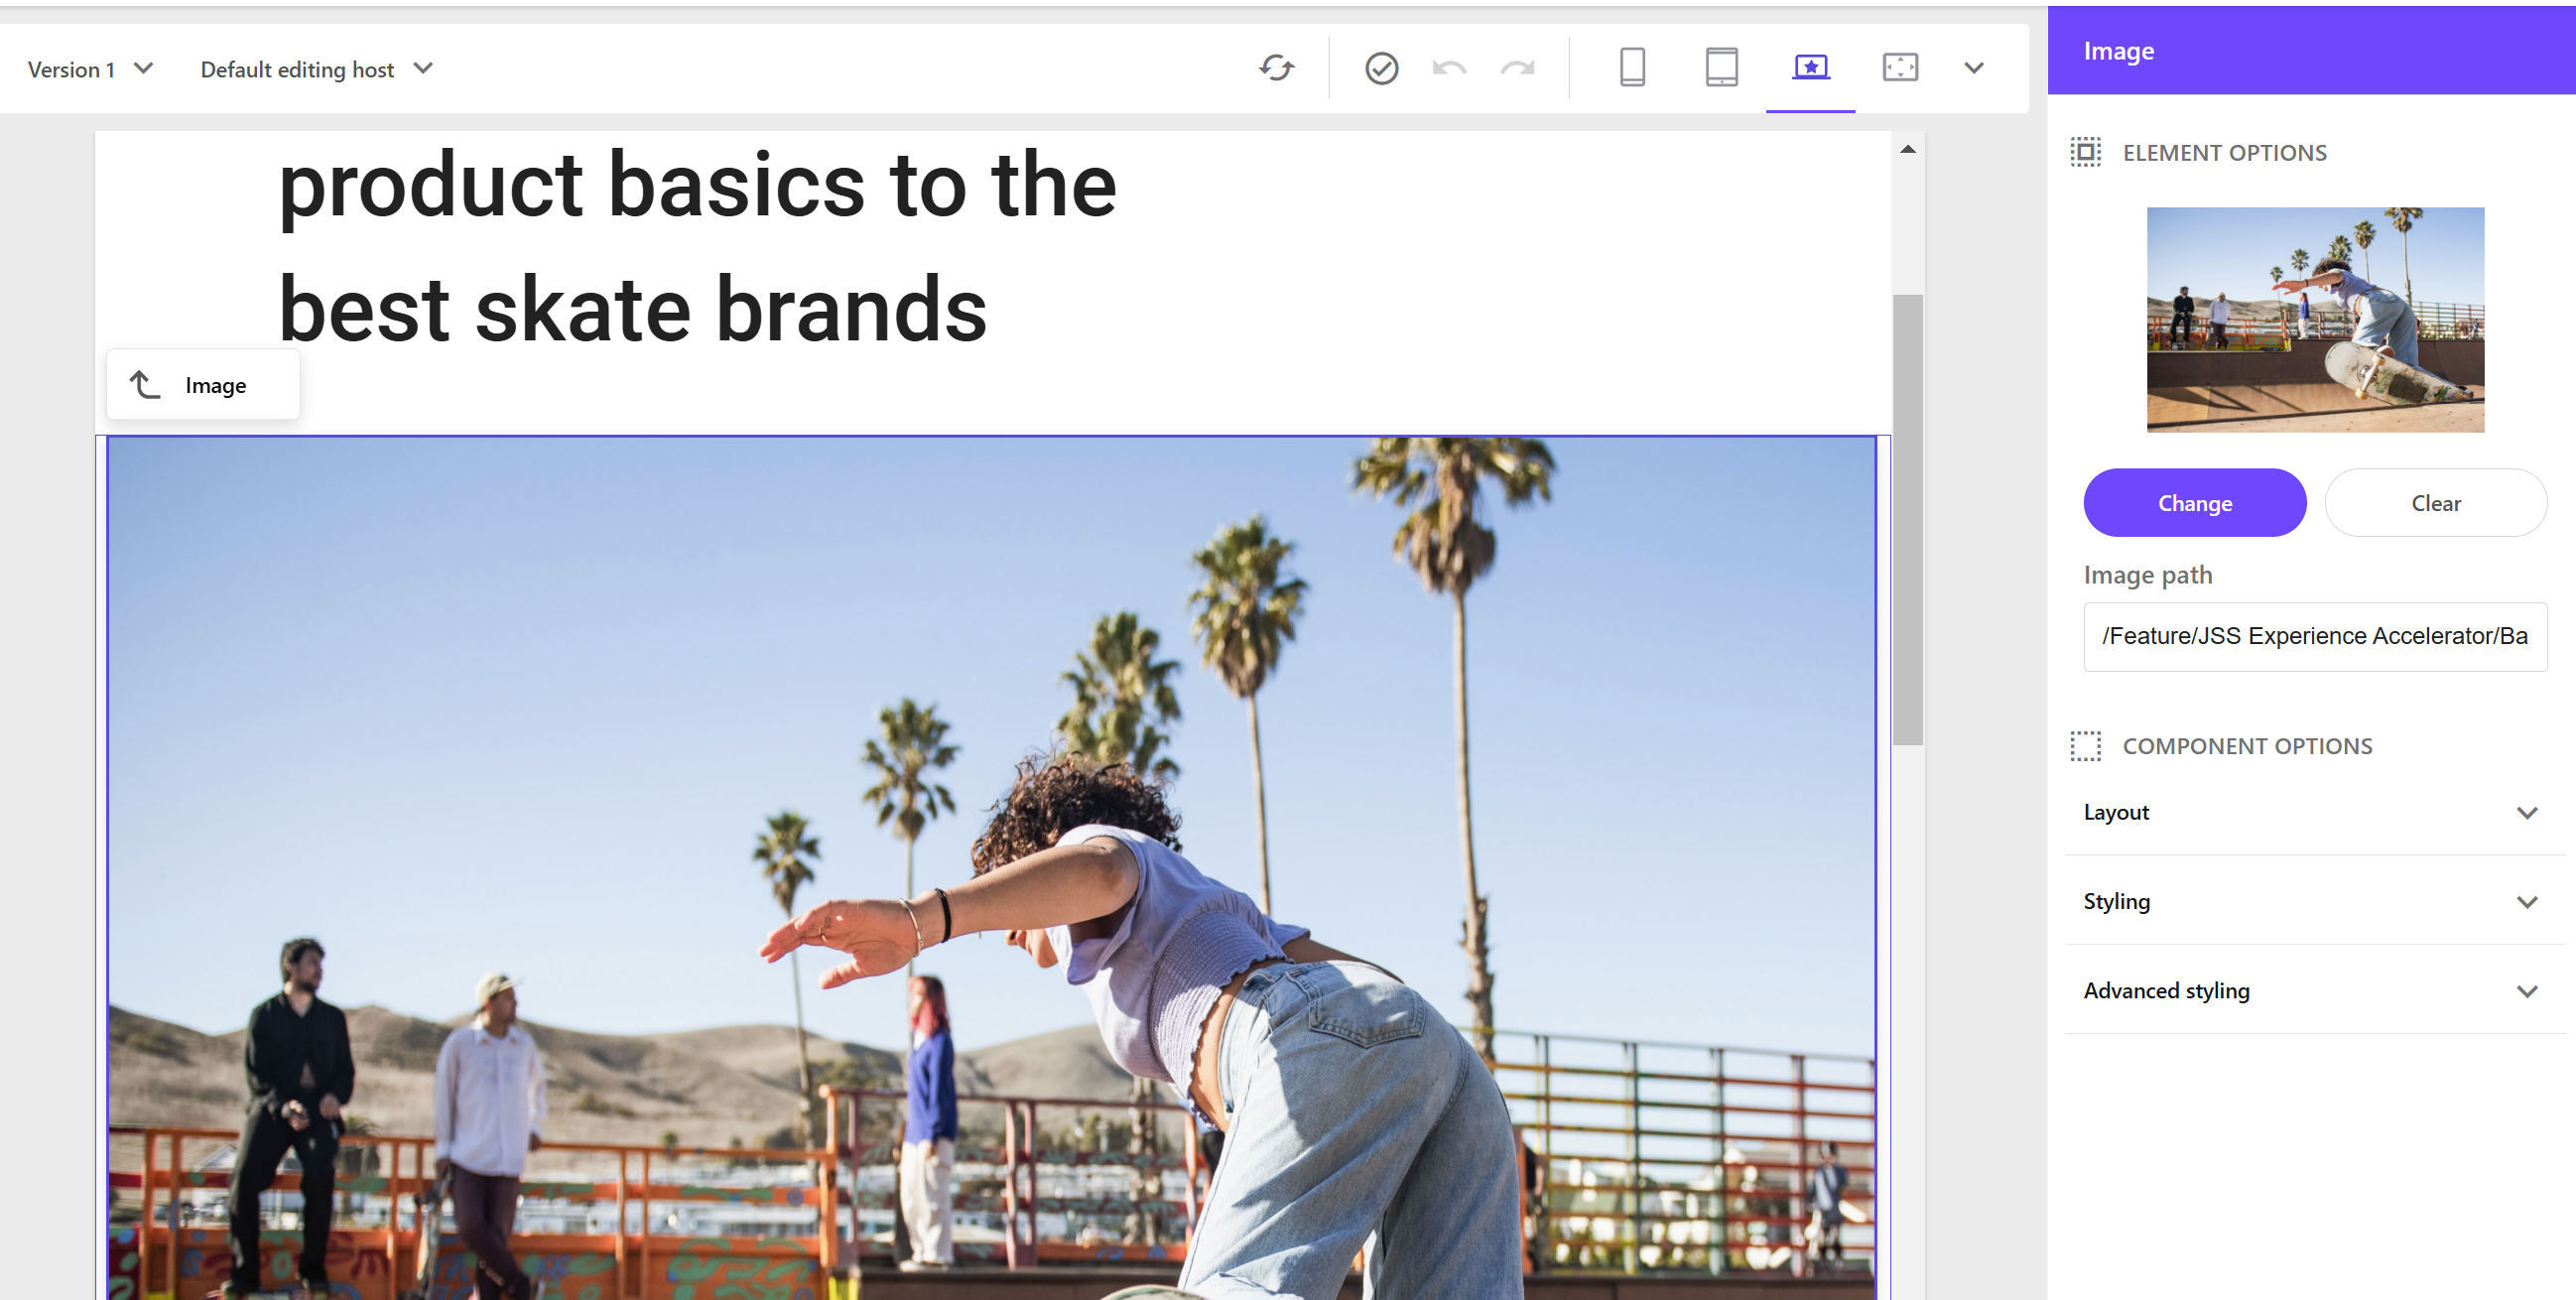 Version 1
Default editing host
product basics to the
best skate brands
Image
Image
ELEMENT OPTIONS
Change
Clear
Image path
/Feature/JSS Experience Accelerator/Ba
COMPONENT OPTIONS
Layout
Styling
Advanced styling